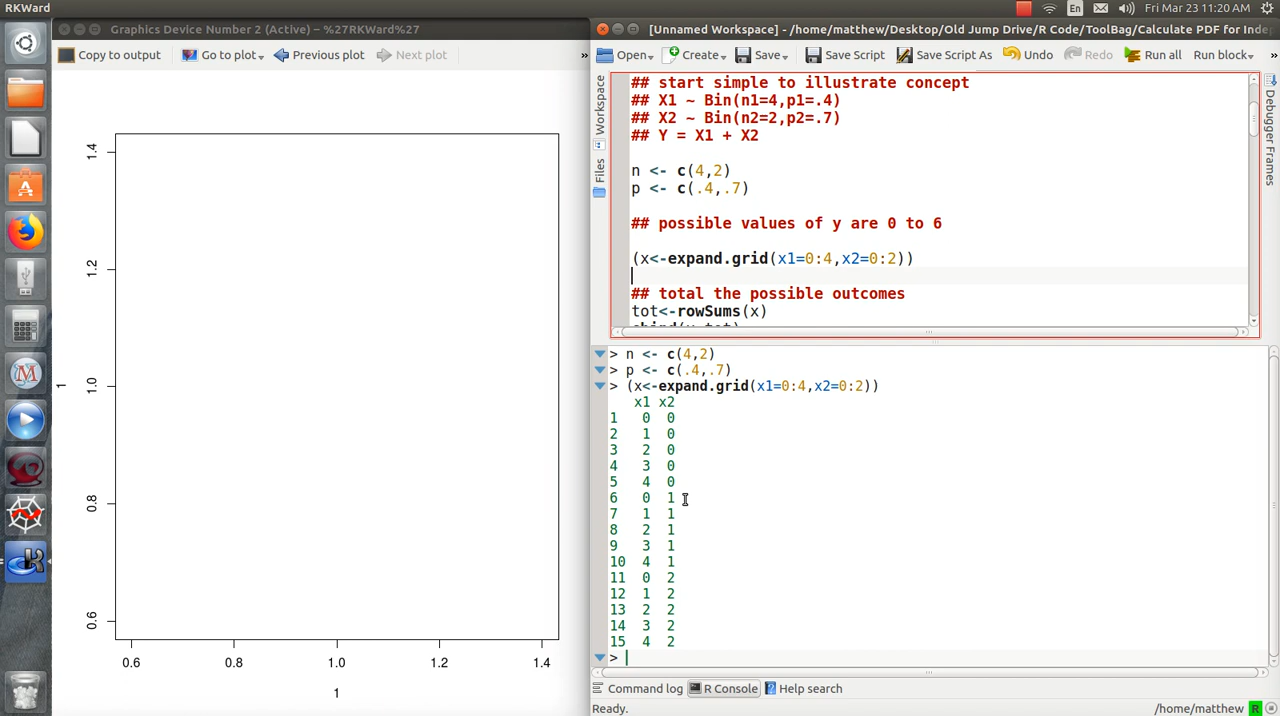 RKWard
En
Fri Mar 23 11:20 AM
Graphics Device Number 2 (Active) – %27RKWard%27
[Unnamed Workspace] - /home/matthew/Desktop/Old Jump Drive/R Code/ToolBag/Calculate PDF for Inde
Copy to output
Go to plot
Previous plot
Next plot
»
Open
Create
Save
Save Script
Save Script As
Undo
Redo
Run all
Run block
»
Workspace
Files
Debugger Frames
## start simple to illustrate concept
## X1 ~ Bin(n1=4,p1=.4)
## X2 ~ Bin(n2=2,p2=.7)
## Y = X1 + X2
n <- c(4,2)
p <- c(.4,.7)
## possible values of y are 0 to 6
(x<-expand.grid(x1=0:4,x2=0:2))
## total the possible outcomes
tot<-rowSums(x)
> n <- c(4,2)
> p <- c(.4,.7)
> (x<-expand.grid(x1=0:4,x2=0:2))
x1 x2
1 0 0
2 1 0
3 2 0
4 3 0
5 4 0
6 0 1
7 1 1
8 2 1
9 3 1
10 4 1
11 0 2
12 1 2
13 2 2
14 3 2
15 4 2
>
1.4
1.2
1.0
0.8
0.6
1
0.6 0.8 1.0 1.2 1.4
1
Command log
R Console
Help search
Ready.
/home/matthew
R